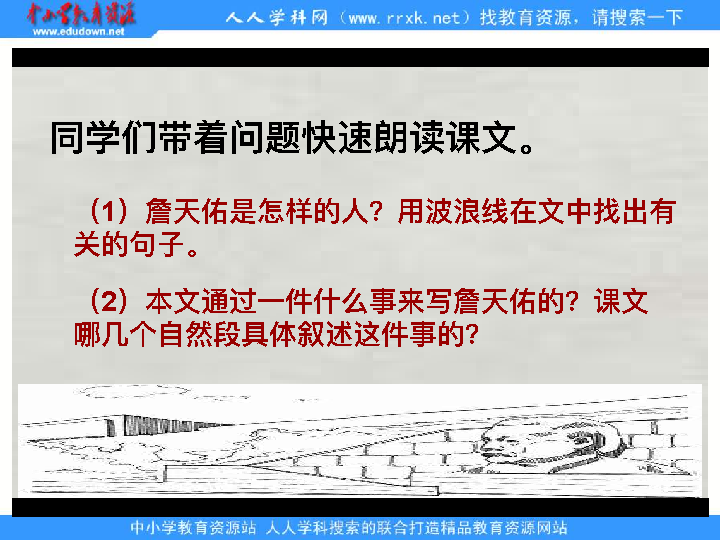 中小学教育资源
www.edudown.net
人人学科网（www.rrxk.net）找教育资源，请搜索一下
同学们带着问题快速朗读课文。
（1）詹天佑是怎样的人？用波浪线在文中找出有
关的句子。
（2）本文通过一件什么事来写詹天佑的？课文
哪几个自然段具体叙述这件事的？
中小学教育资源站 人人学科搜索的联合打造精品教育资源网站